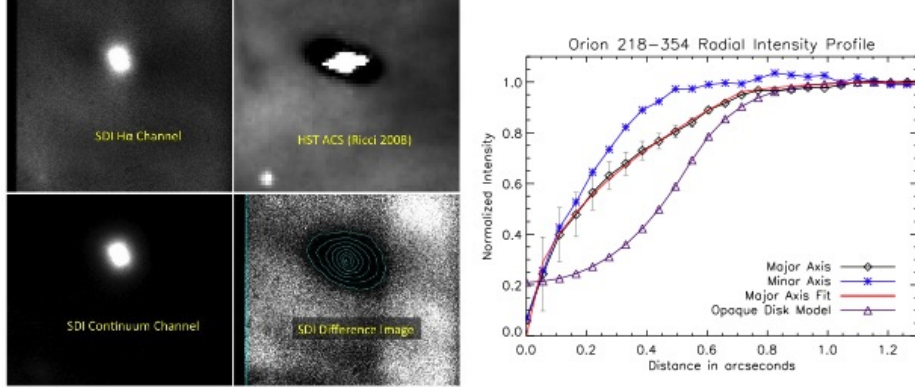 SDI Hα Channel
HST ACS (Ricci 2008)
SDI Continuum Channel
SDI Difference Image
Orion 218-354 Radial Intensity Profile
Normalized Intensity
1.0
0.8
0.6
0.4
0.2
0.0
Major Axis
Minor Axis
Major Axis Fit
Opaque Disk Model
0.0 0.2 0.4 0.6 0.8 1.0 1.2
Distance in arcseconds